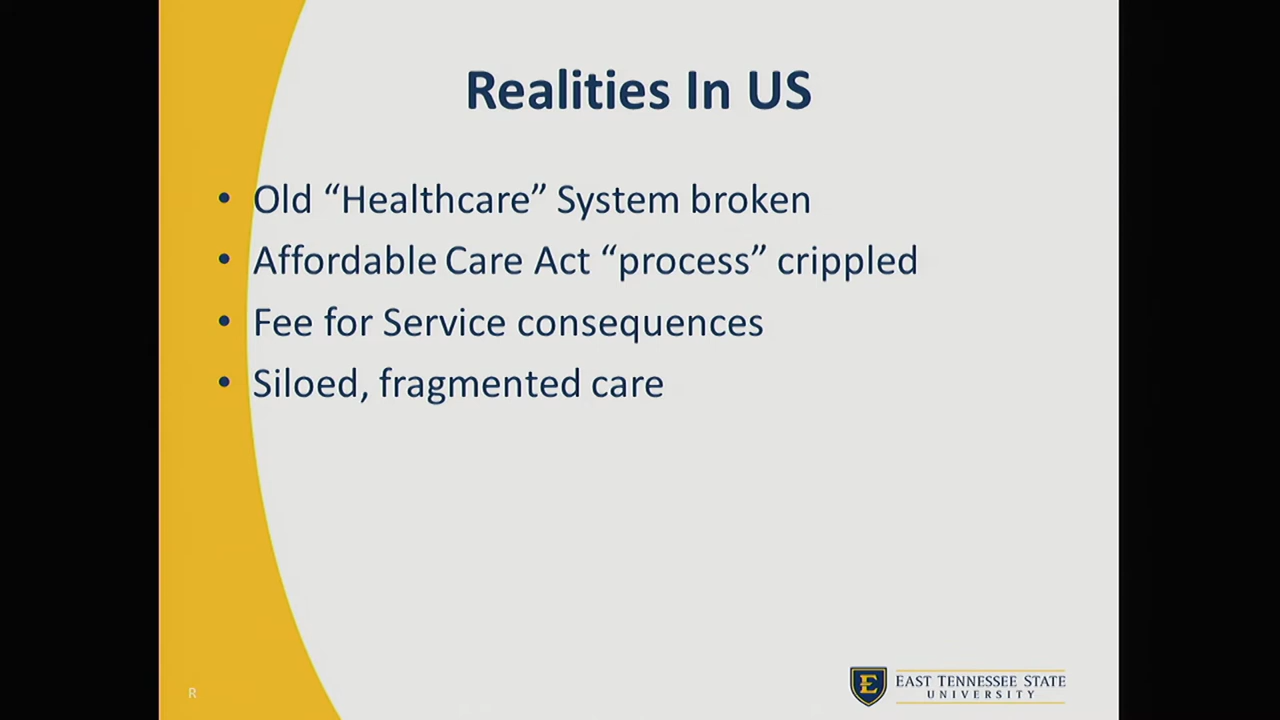 Realities In US
• Old “Healthcare” System broken
• Affordable Care Act “process” crippled
• Fee for Service consequences
• Siloed, fragmented care
R
E
EAST TENNESSEE STATE
UNIVERSITY